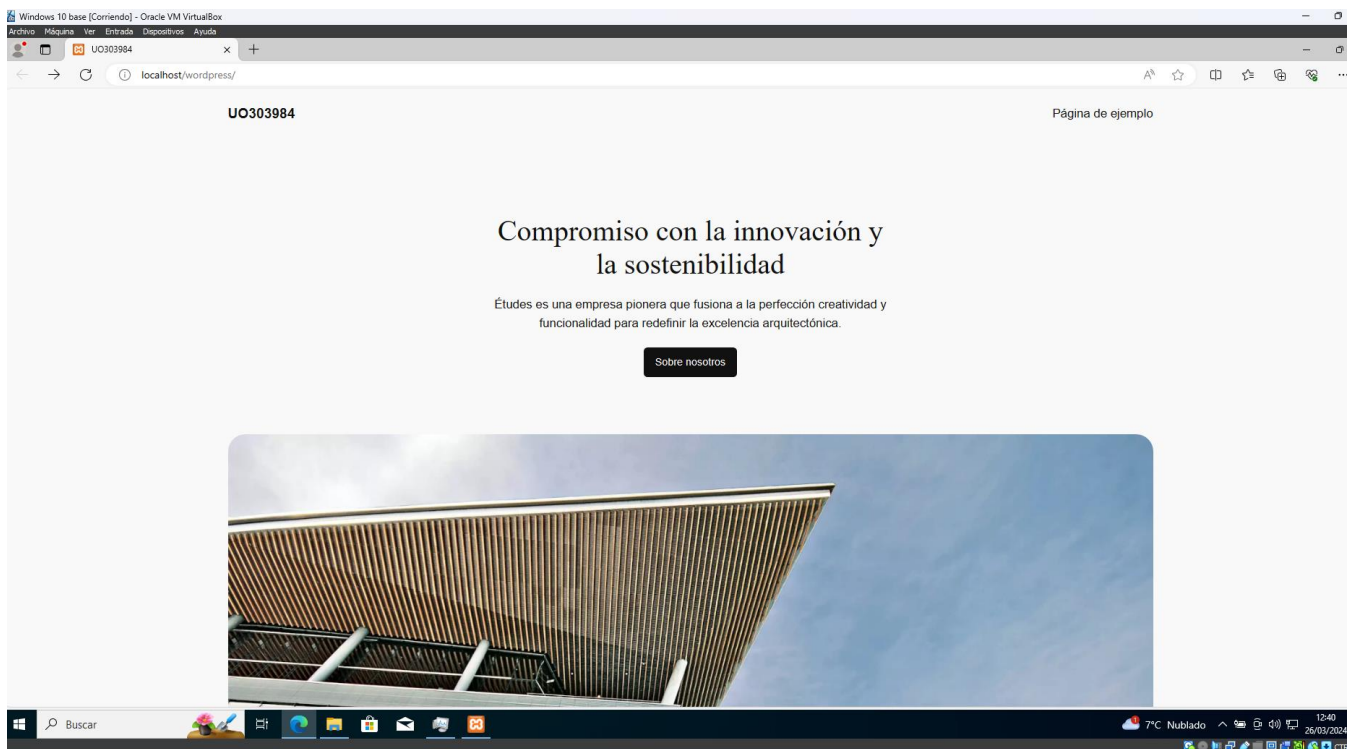 Windows 10 base [Corriendo] - Oracle VM VirtualBox
Archivo Máquina Ver Entrada Dispositivos Ayuda
UO303984
localhost/wordpress/
UO303984
Página de ejemplo
Compromiso con la innovación y
la sostenibilidad
Études es una empresa pionera que fusiona a la perfección creatividad y
funcionalidad para redefinir la excelencia arquitectónica.
Sobre nosotros
Buscar
7°C Nublado
12:40
26/03/2024